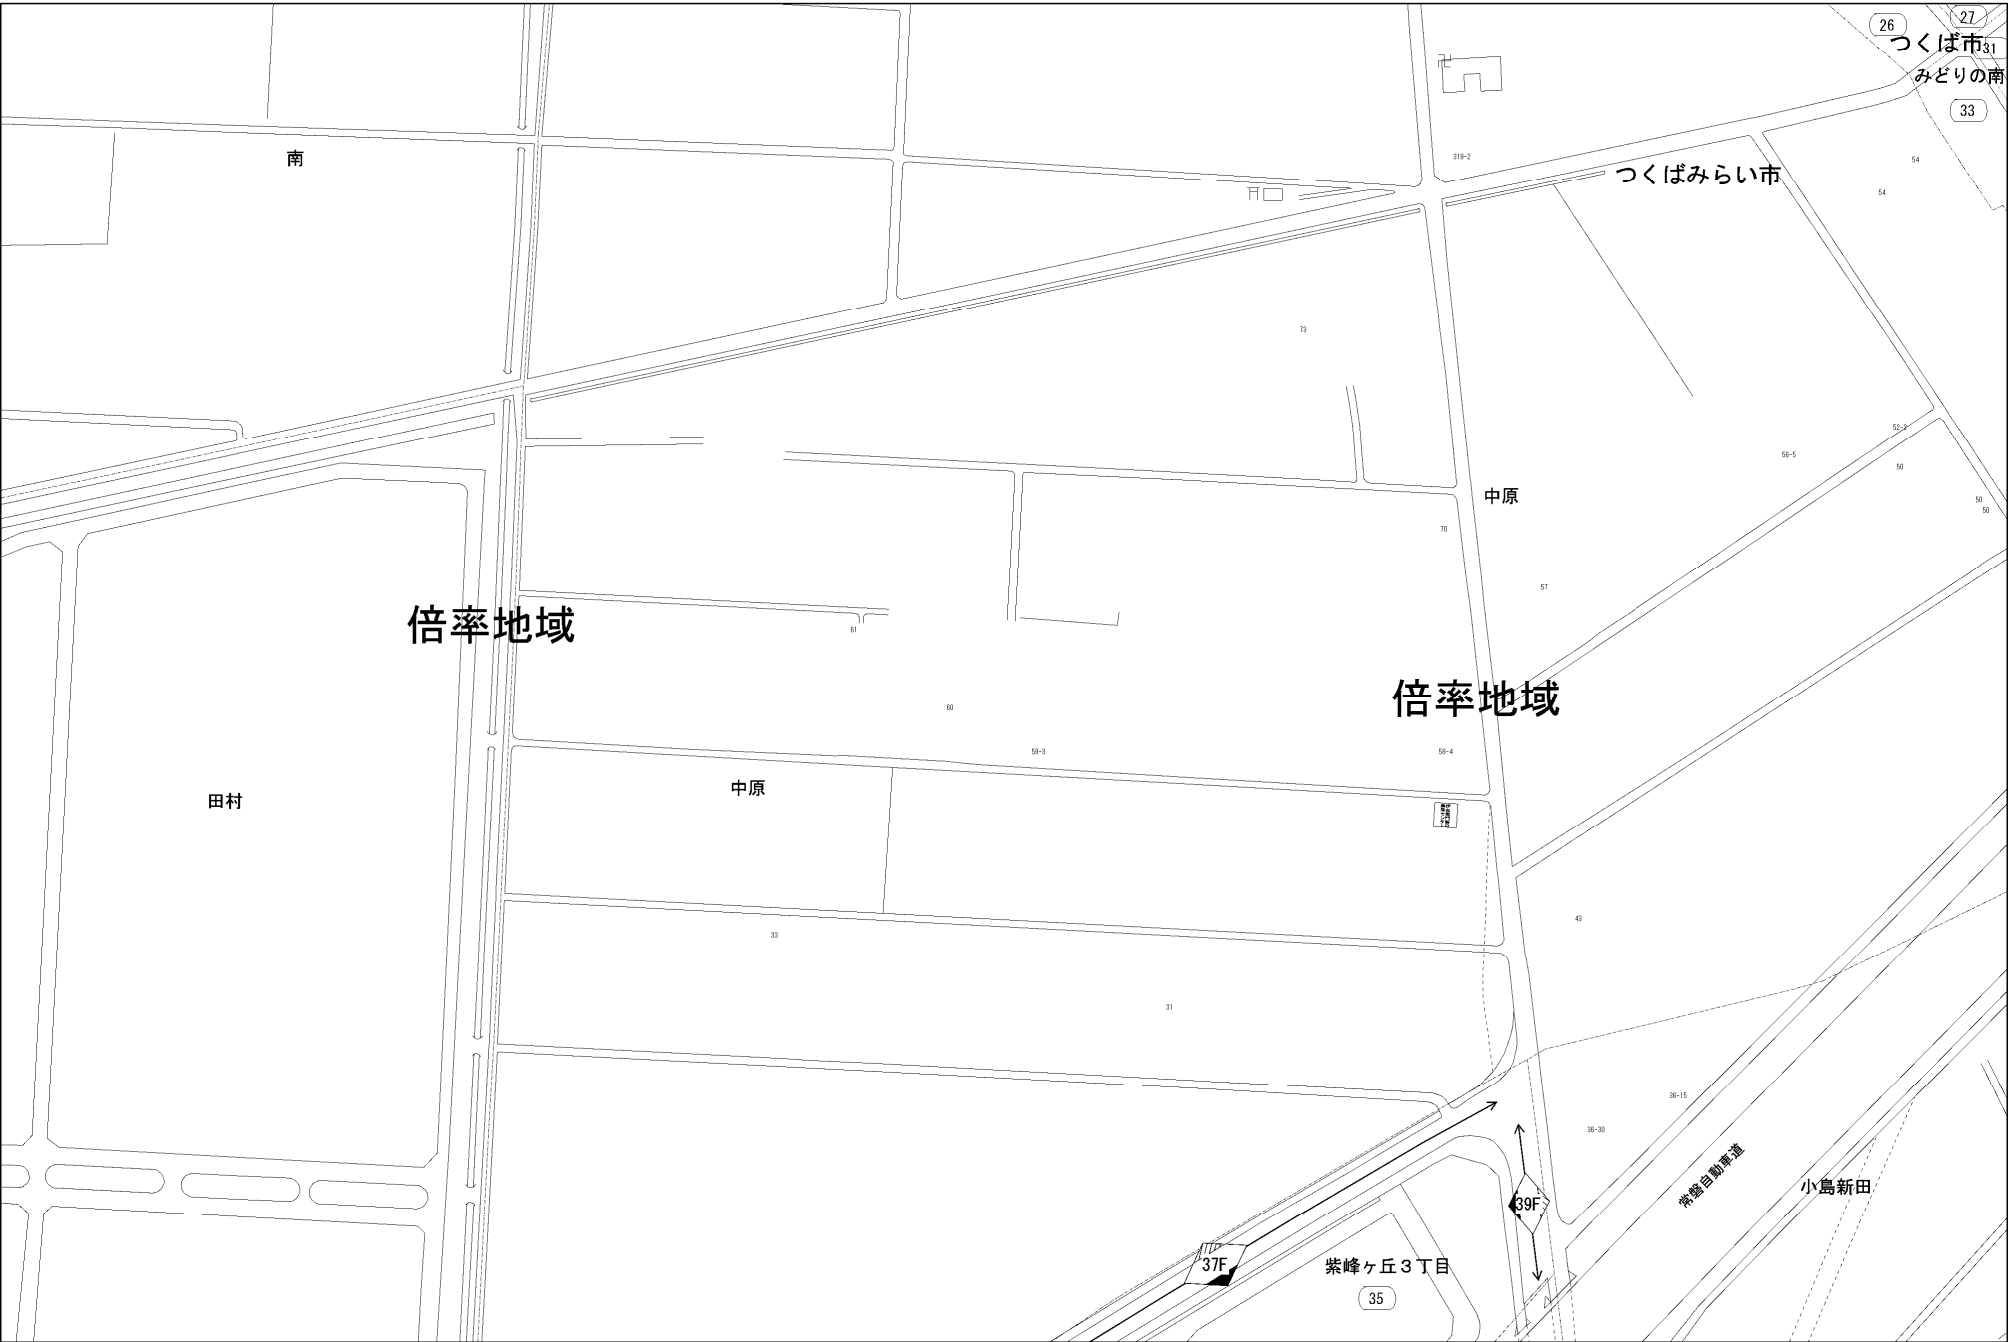 26
27
つくば市
31
みどりの南
33
南
319-2
つくばみらい市
54
54
73
52-2
56-5
50
50
50
中原
70
57
倍率地域
61
倍率地域
60
59-3
58-4
中原
田村
33
43
31
36-15
36-30
常磐自動車道
小島新田
39F
37F
紫峰ヶ丘3丁目
35